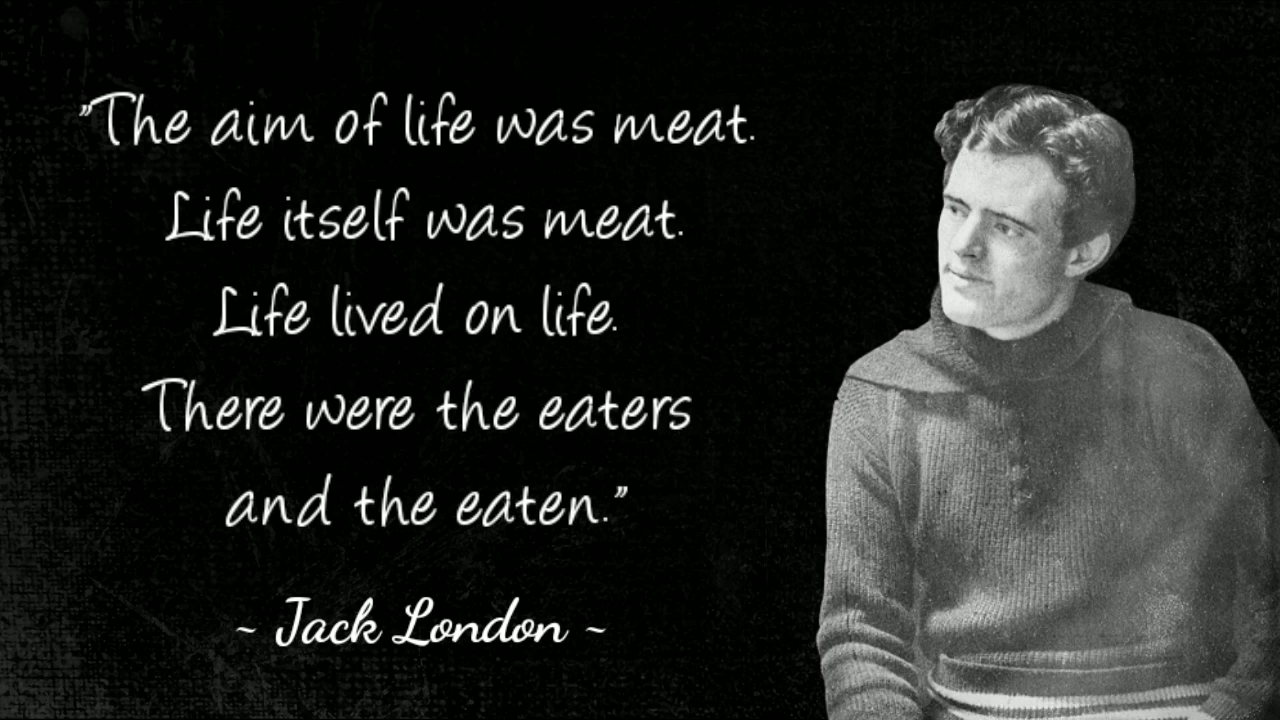 ”The aim of life was meat.
Life itself was meat.
Life lived on life.
There were the eaters
and the eaten.”
~ Jack London ~